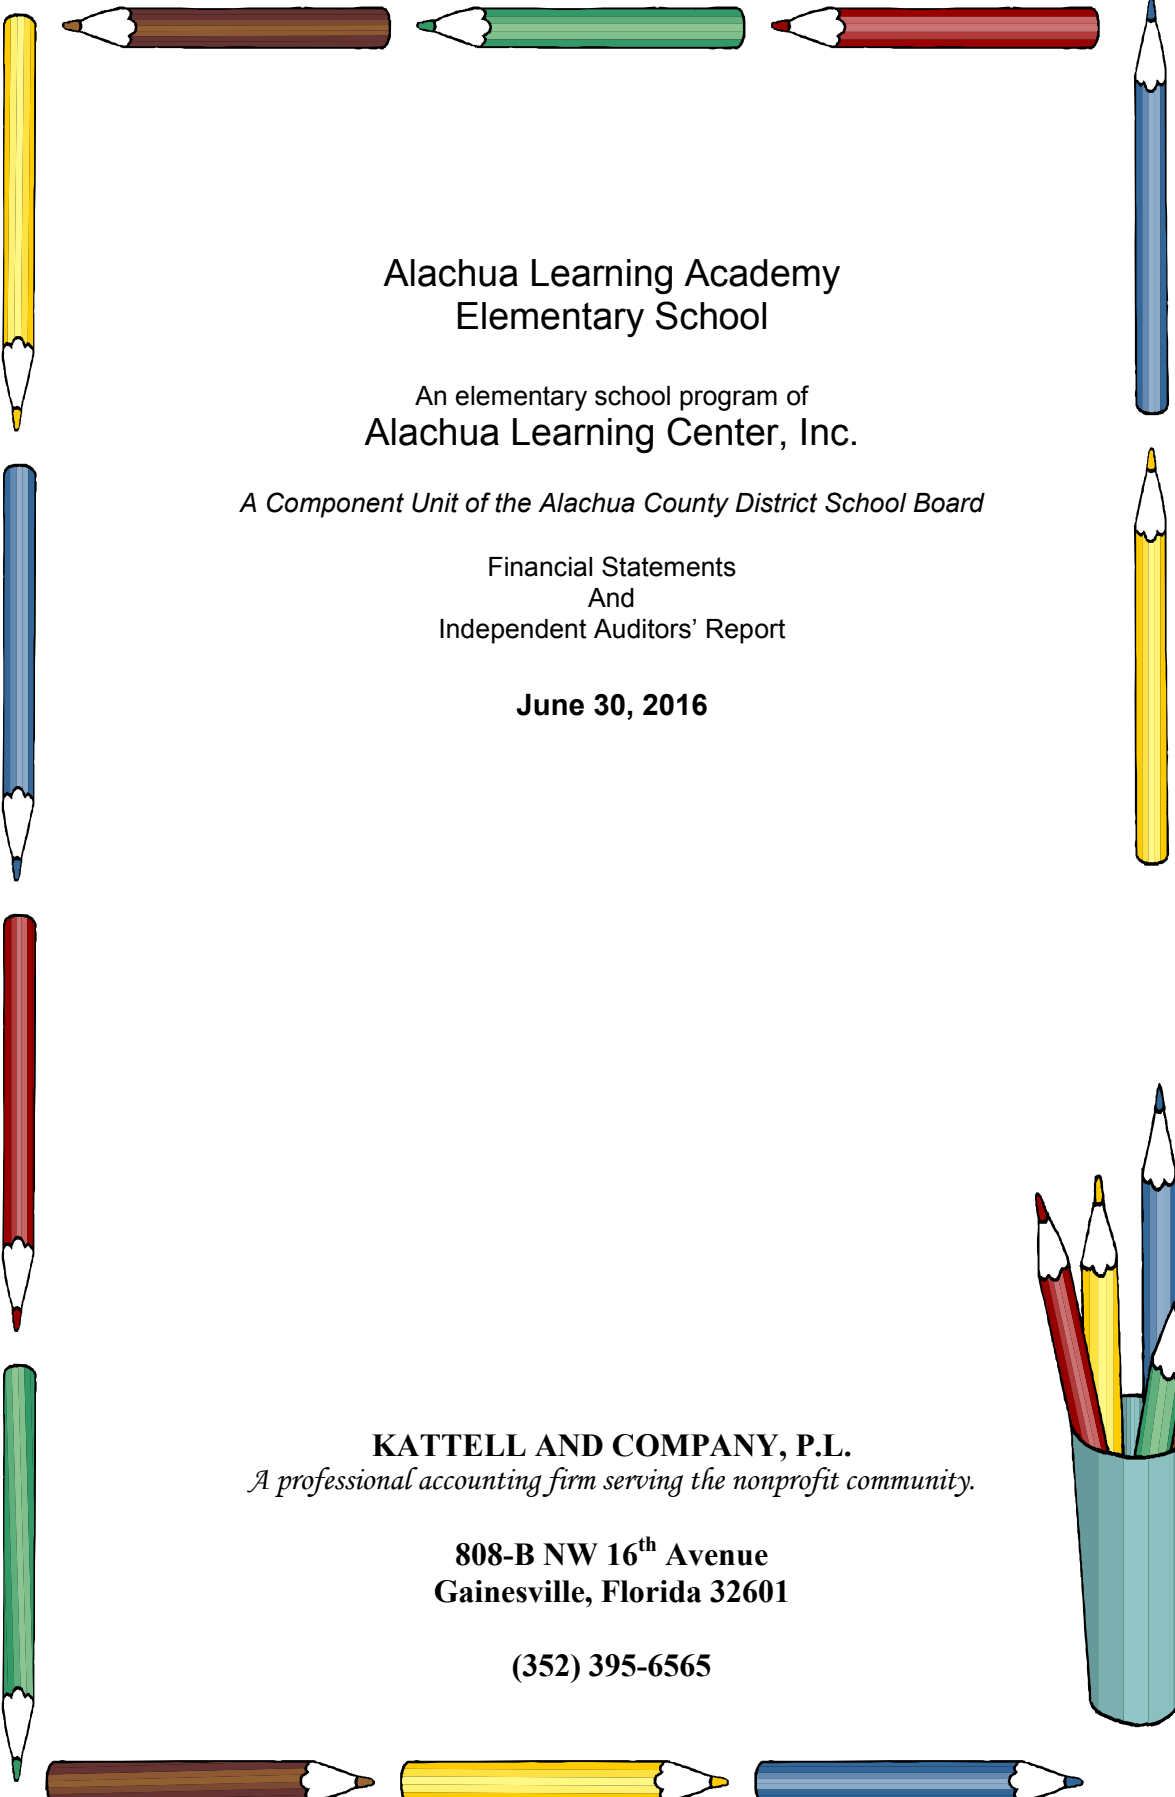 Alachua Learning Academy
Elementary School
An elementary school program of
Alachua Learning Center, Inc.
A Component Unit of the Alachua County District School Board
Financial Statements
And
Independent Auditors’ Report
June 30, 2016
KATTELL AND COMPANY, P.L.
A professional accounting firm serving the nonprofit community.
808-B NW 16th Avenue
Gainesville, Florida 32601
(352) 395-6565